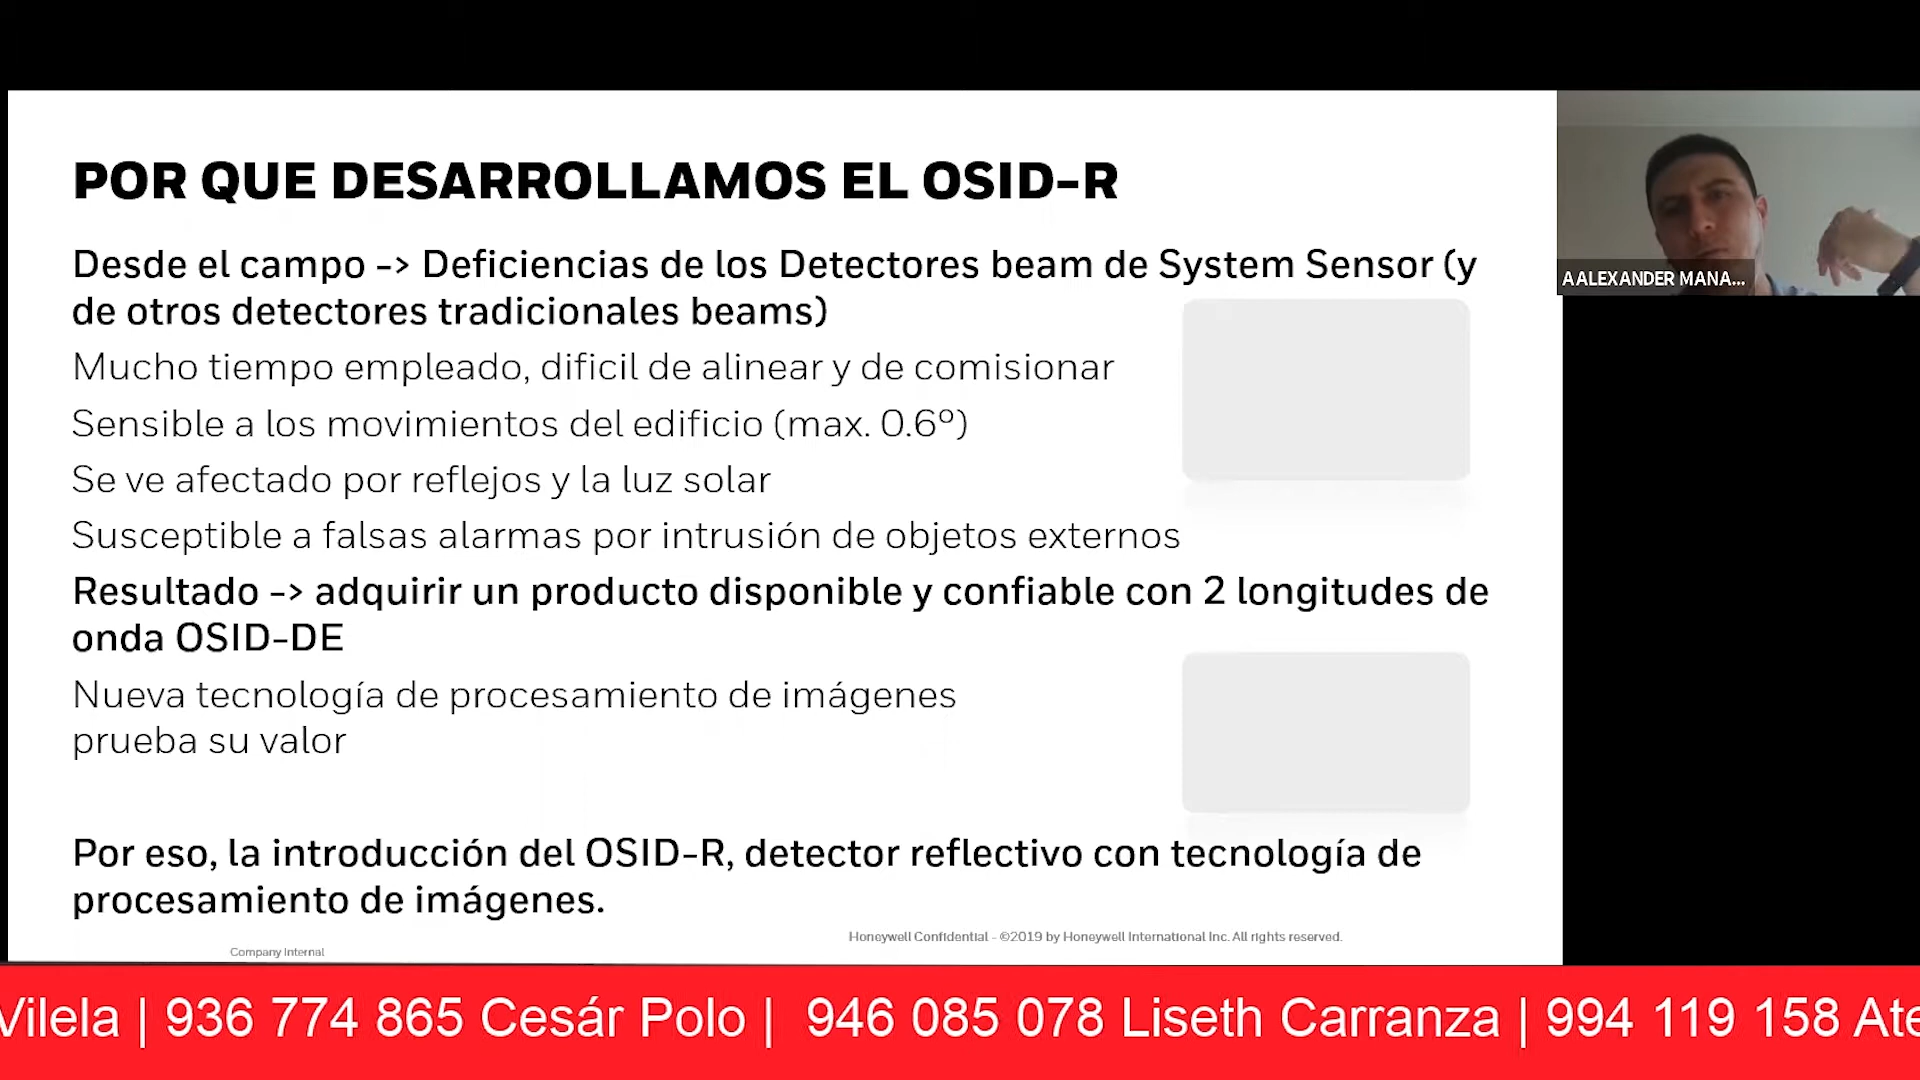 POR QUE DESARROLLAMOS EL OSID-R
Desde el campo -> Deficiencias de los Detectores beam de System Sensor (y
de otros detectores tradicionales beams)
Mucho tiempo empleado, dificil de alinear y de comisionar
Sensible a los movimientos del edificio (max. 0.6º)
Se ve afectado por reflejos y la luz solar
Susceptible a falsas alarmas por intrusión de objetos externos
Resultado -> adquirir un producto disponible y confiable con 2 longitudes de
onda OSID-DE
Nueva tecnología de procesamiento de imágenes
prueba su valor
Por eso, la introducción del OSID-R, detector reflectivo con tecnología de
procesamiento de imágenes.
Honeywell Confidential - ©2019 by Honeywell International Inc. All rights reserved.
Company Internal
AALEXANDER MANA...
Vilela | 936 774 865 Cesár Polo | 946 085 078 Liseth Carranza | 994 119 158 Ate